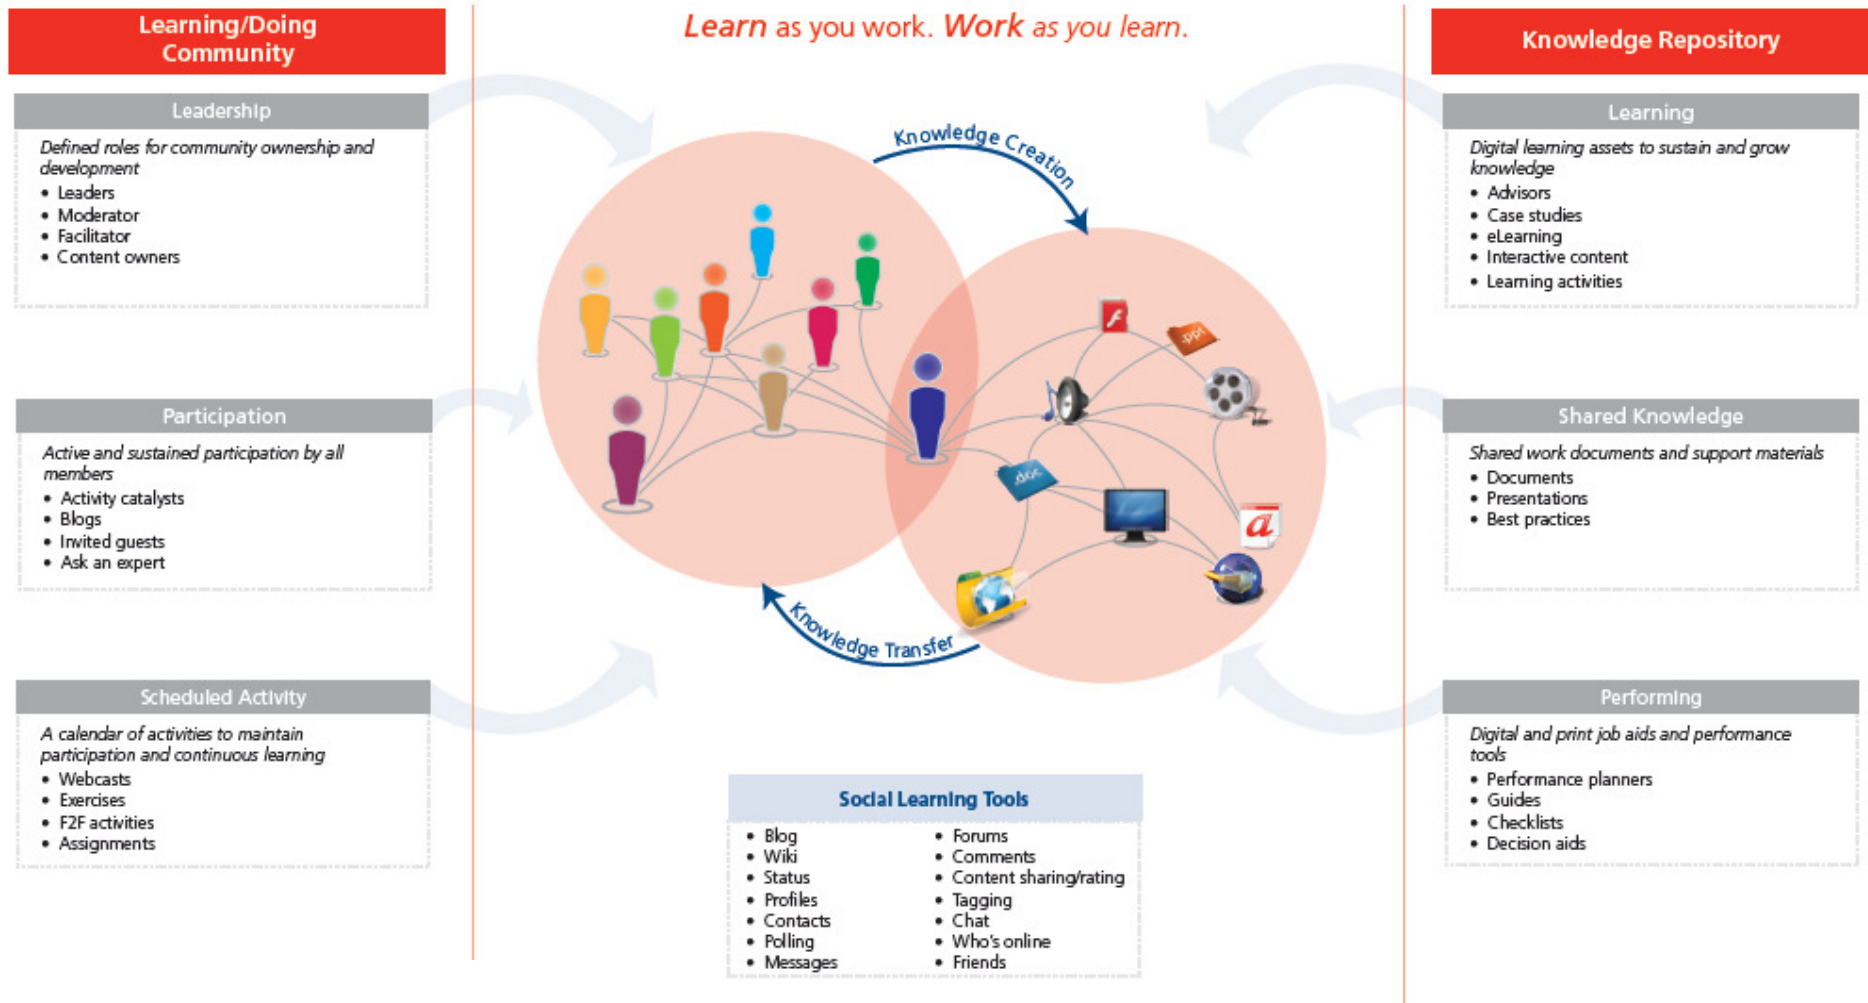 Learning/Doing
Community
Leadership
Defined roles for community ownership and
development
• Leaders
• Moderator
• Facilitator
• Content owners
Participation
Active and sustained participation by all
members
• Activity catalysts
• Blogs
• Invited guests
• Ask an expert
Scheduled Activity
A calendar of activities to maintain
participation and continuous learning
• Webcasts
• Exercises
• F2F activities
• Assignments
Learn as you work. Work as you learn.
Knowledge Creation
.ppt
.doc
a
Knowledge Transfer
Social Learning Tools
• Blog
• Wiki
• Status
• Profiles
• Contacts
• Polling
• Messages
• Forums
• Comments
• Content sharing/rating
• Tagging
• Chat
• Who's online
• Friends
Knowledge Repository
Learning
Digital learning assets to sustain and grow
knowledge
• Advisors
• Case studies
• eLearning
• Interactive content
• Learning activities
Shared Knowledge
Shared work documents and support materials
• Documents
• Presentations
• Best practices
Performing
Digital and print job aids and performance
tools
• Performance planners
• Guides
• Checklists
• Decision aids